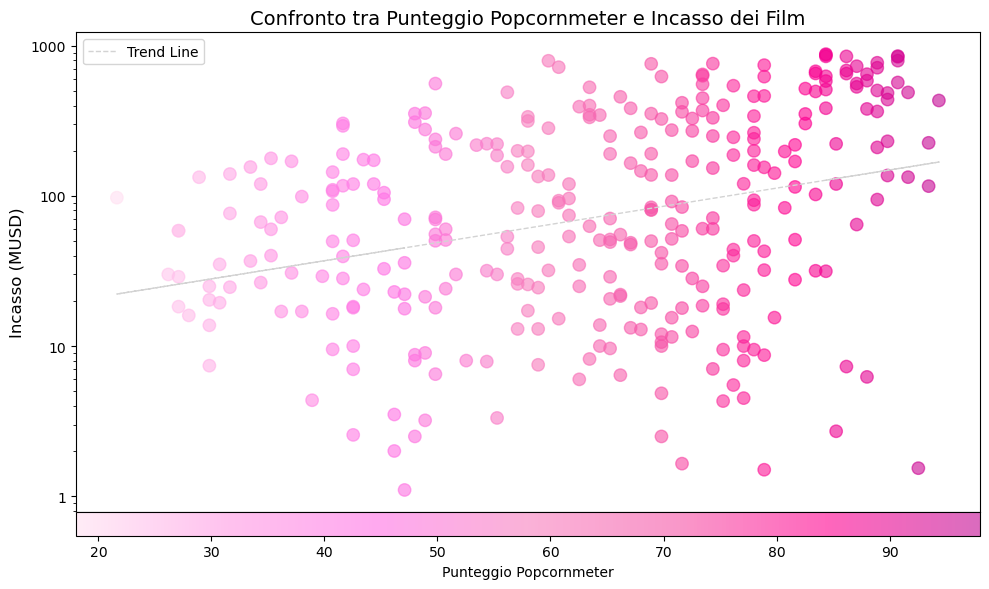 Confronto tra Punteggio Popcornmeter e Incasso dei Film
Trend Line
Incasso (MUSD)
1000
100
10
1
20 30 40 50 60 70 80 90
Punteggio Popcornmeter